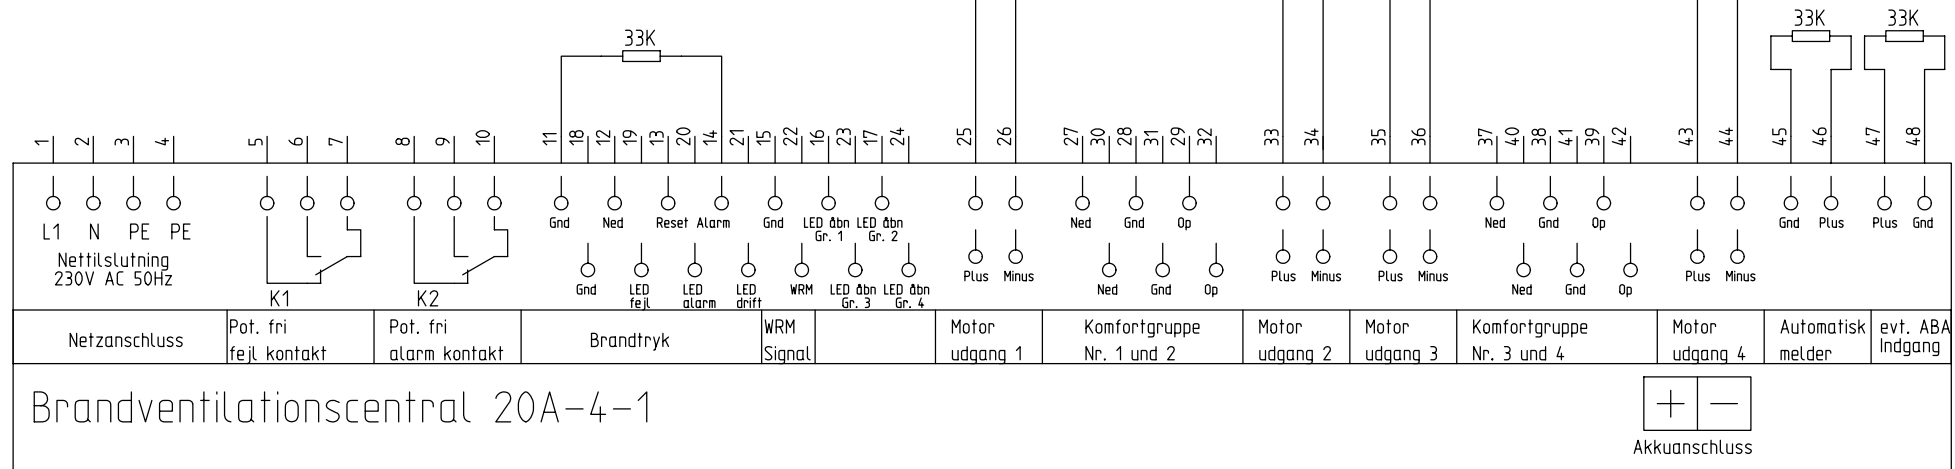 33K
33K 33K
1 2 3 4 5 6 7 8 9 10 11 18 12 19 13 20 14 21 15 22 16 23 17 24 25 26 27 30 28 31 29 32 33 34 35 36 37 40 38 41 39 42 43 44 45 46 47 48
L1 N PE PE
Nettilslutning
230V AC 50Hz
K1
K2
Gnd Ned Reset Alarm Gnd LED åbn LED åbn
Gr. 1 Gr. 2
Gnd LED LED LED WRM LED åbn LED åbn
fejl alarm drift Gr. 3 Gr. 4
Plus Minus
Ned Gnd Op
Ned Gnd Op
Plus Minus
Plus Minus
Ned Gnd Op
Ned Gnd Op
Plus Minus
Gnd Plus
Plus Gnd
Netzanschluss
Pot. fri
fejl kontakt
Pot. fri
alarm kontakt
Brandtryk
WRM
Signal
Motor
udgang 1
Komfortgruppe
Nr. 1 und 2
Motor
udgang 2
Motor
udgang 3
Komfortgruppe
Nr. 3 und 4
Motor
udgang 4
Automatisk
melder
evt. ABA
Indgang
Brandventilationscentral 20A-4-1
+ −
Akkuanschluss